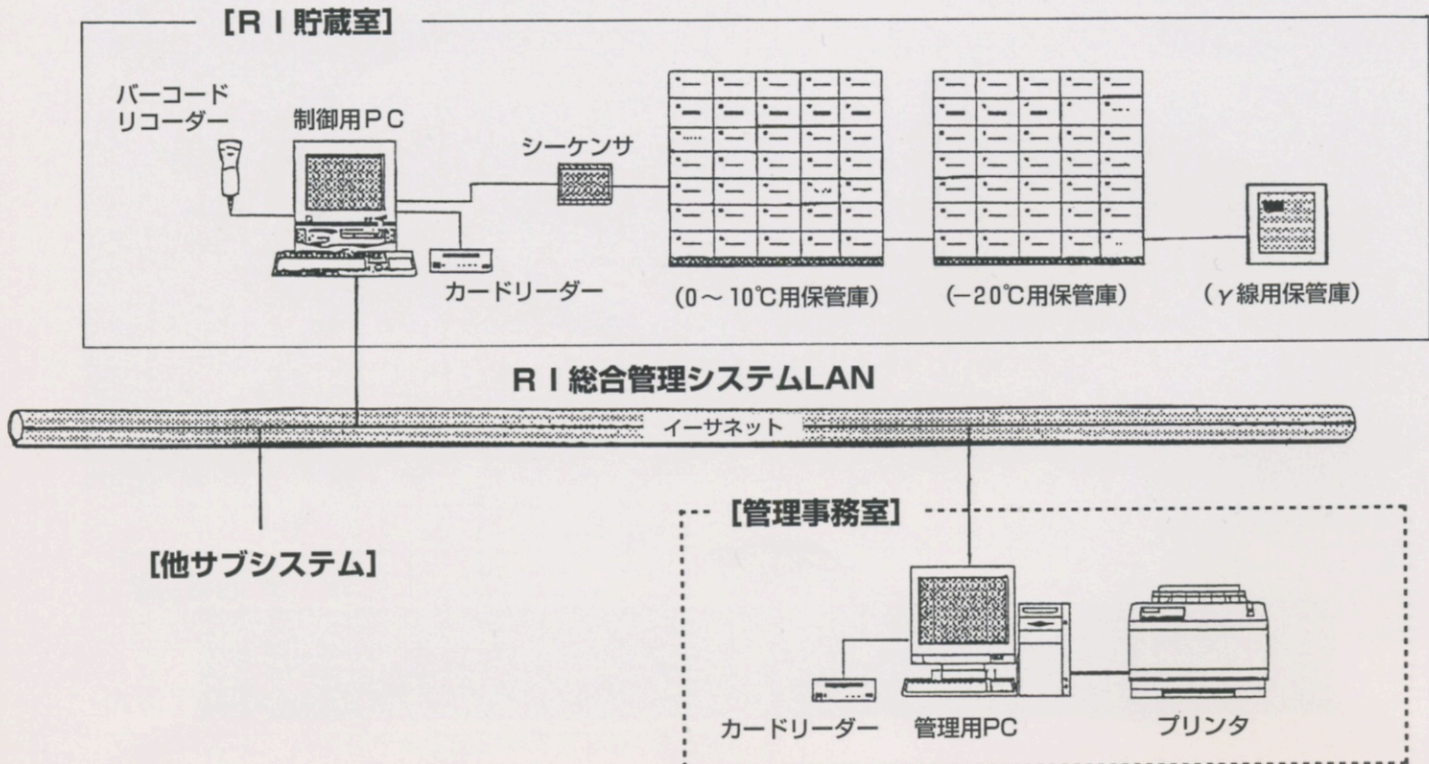 [RI貯蔵室]
バーコード
リコーダー
制御用PC
シーケンサ
カードリーダー
(0～10℃用保管庫)
(−20℃用保管庫)
(γ線用保管庫)
RI総合管理システムLAN
イーサネット
[他サブシステム]
[管理事務室]
カードリーダー
管理用PC
プリンタ